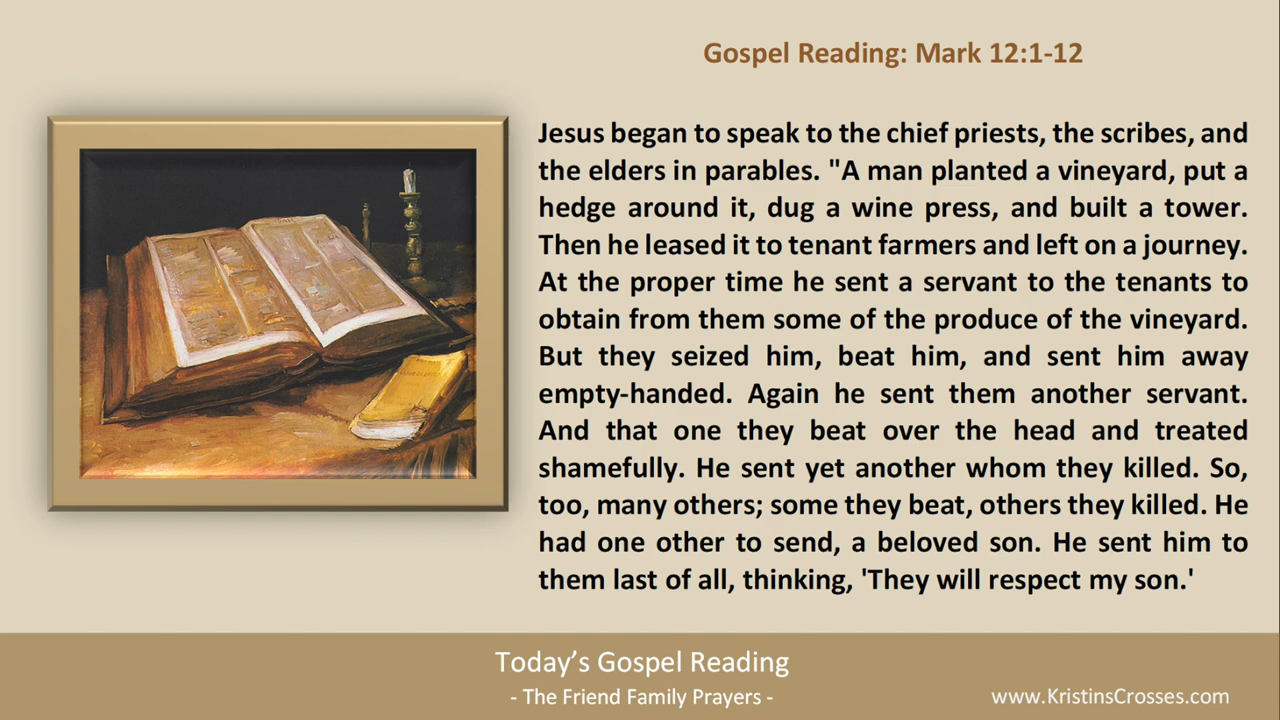 Gospel Reading: Mark 12:1-12
Jesus began to speak to the chief priests, the scribes, and
the elders in parables. "A man planted a vineyard, put a
hedge around it, dug a wine press, and built a tower.
Then he leased it to tenant farmers and left on a journey.
At the proper time he sent a servant to the tenants to
obtain from them some of the produce of the vineyard.
But they seized him, beat him, and sent him away
empty-handed. Again he sent them another servant.
And that one they beat over the head and treated
shamefully. He sent yet another whom they killed. So,
too, many others; some they beat, others they killed. He
had one other to send, a beloved son. He sent him to
them last of all, thinking, 'They will respect my son.'
Today’s Gospel Reading
- The Friend Family Prayers -
www.KristinsCrosses.com